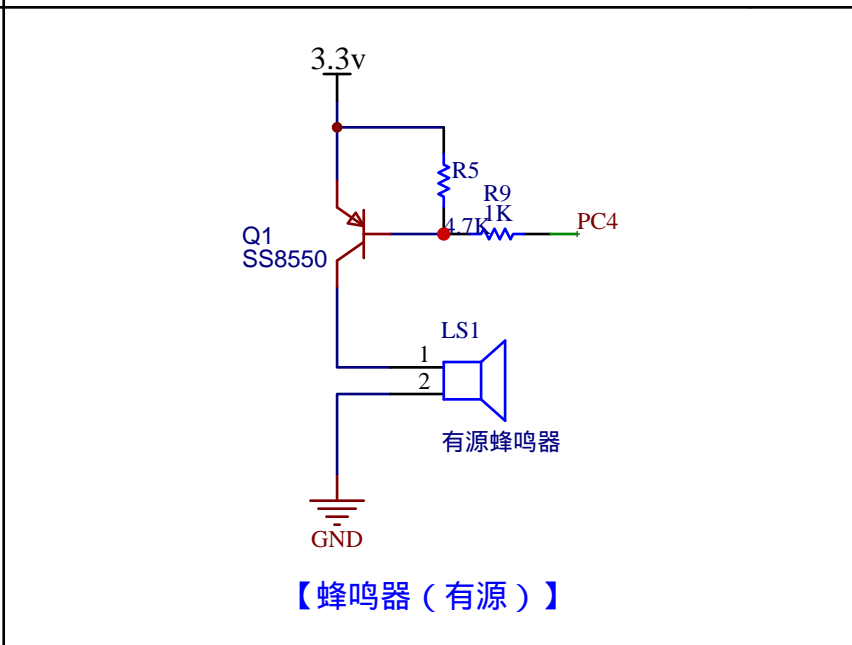 3.3v
R5
R9
1K
4.7K
PC4
Q1
SS8550
LS1
1
2
有源蜂鸣器
GND
【蜂鸣器（有源）】